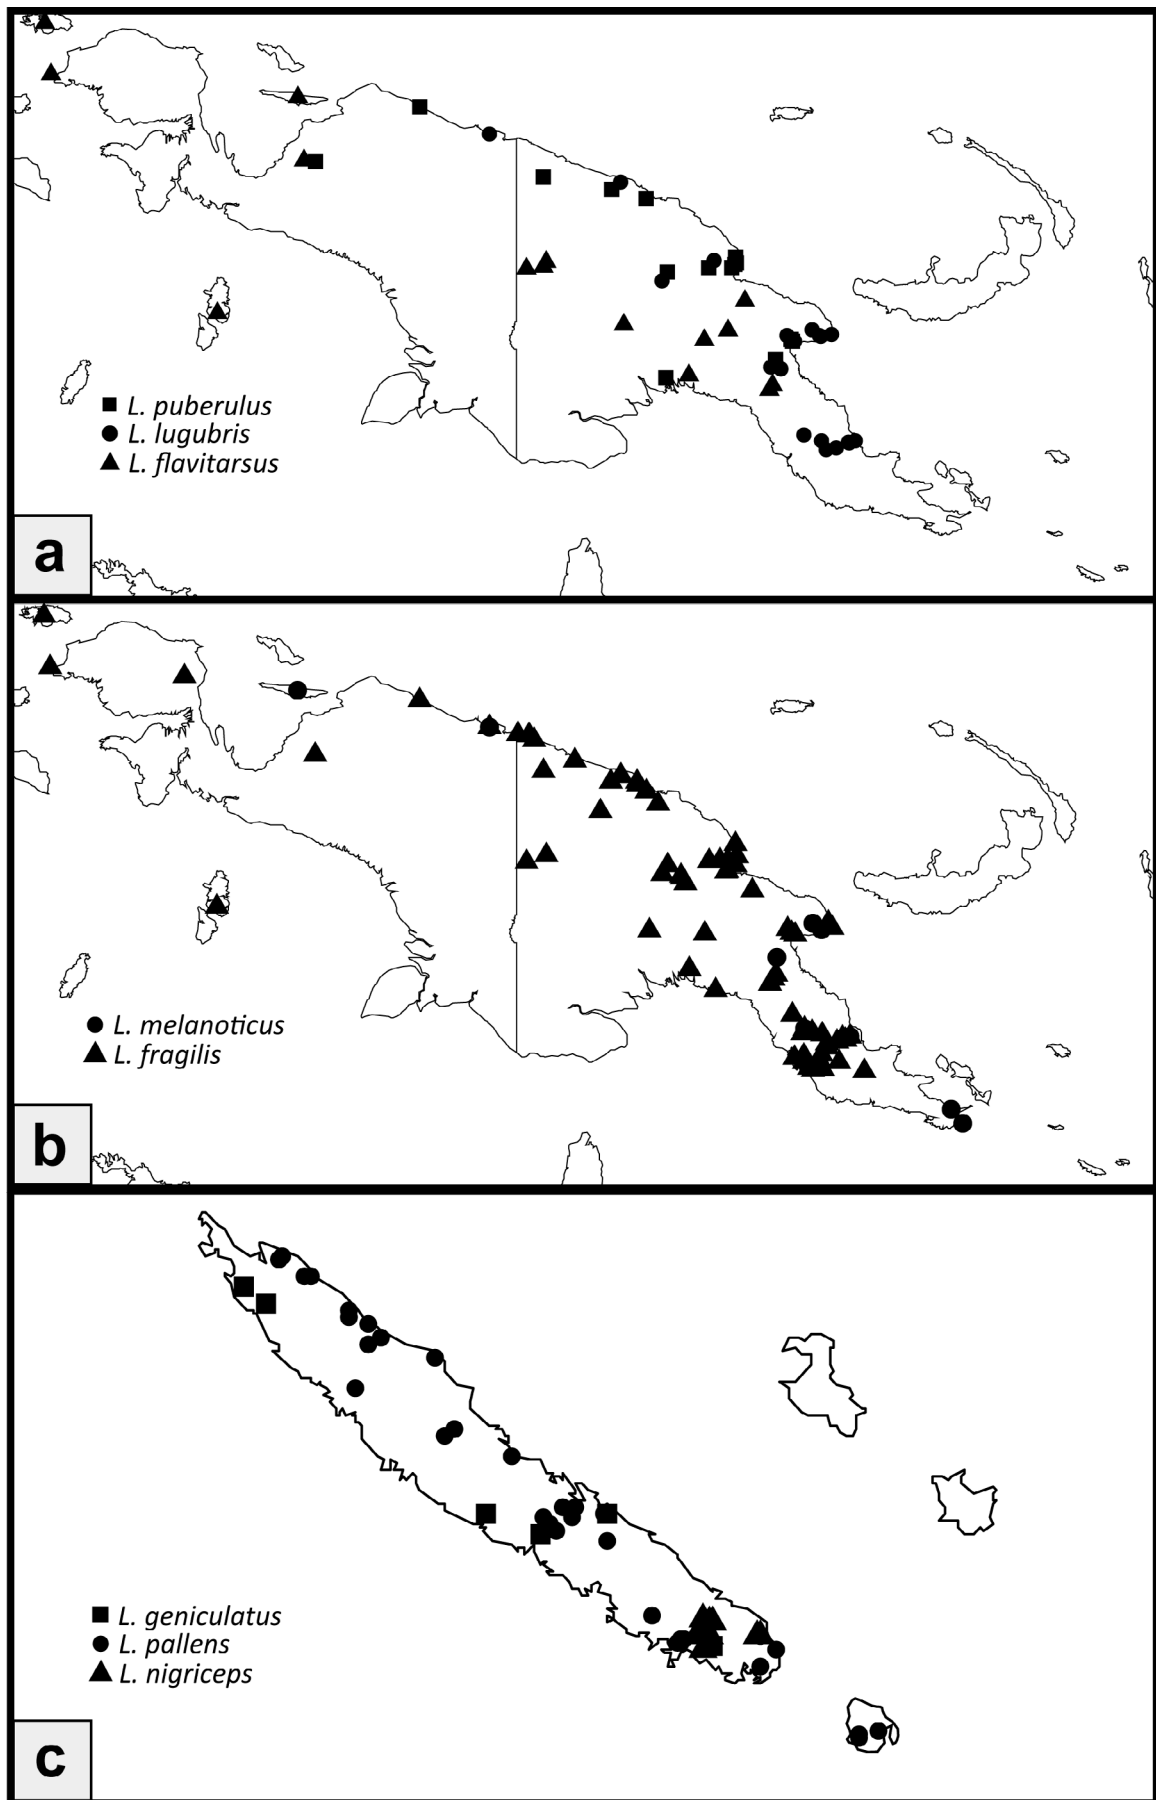 L. puberulus
L. lugubris
L. flavitarsus
a
L. melanoticus
L. fragilis
b
L. geniculatus
L. pallens
L. nigriceps
c